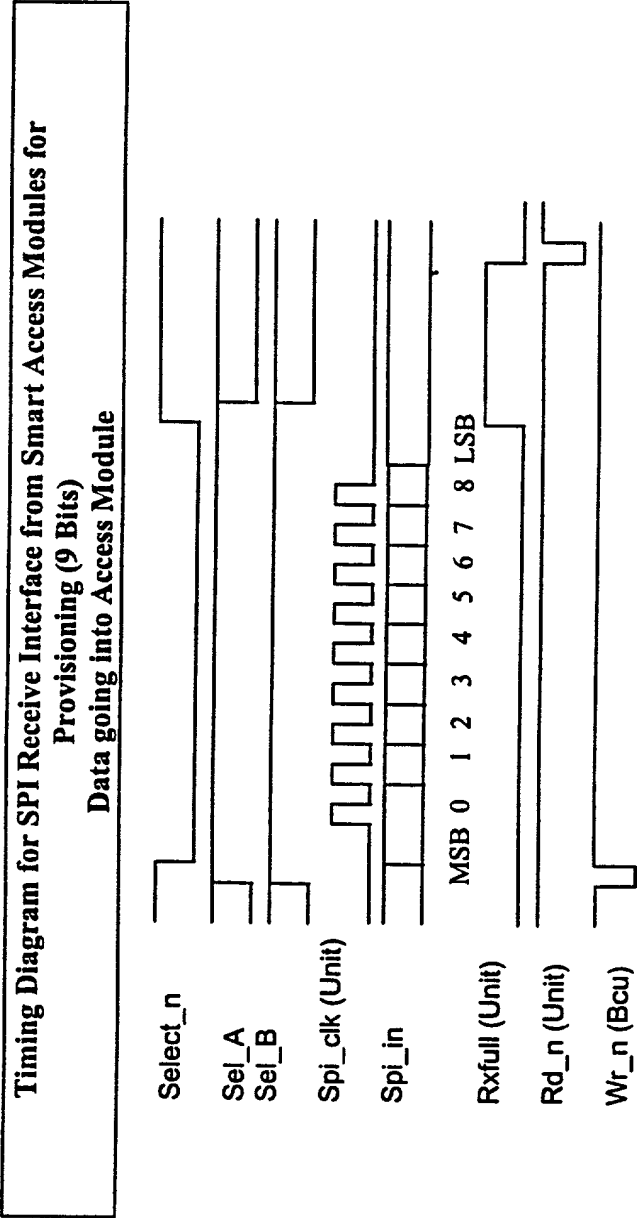 Timing Diagram for SPI Receive Interface from Smart Access Modules for
Provisioning (9 Bits)
Data going into Access Module
Select_n
Sel_A
Sel_B
Spi_clk (Unit)
Spi_in
MSB 0 1 2 3 4 5 6 7 8 LSB
Rxfull (Unit)
Rd_n (Unit)
Wr_n (Bcu)